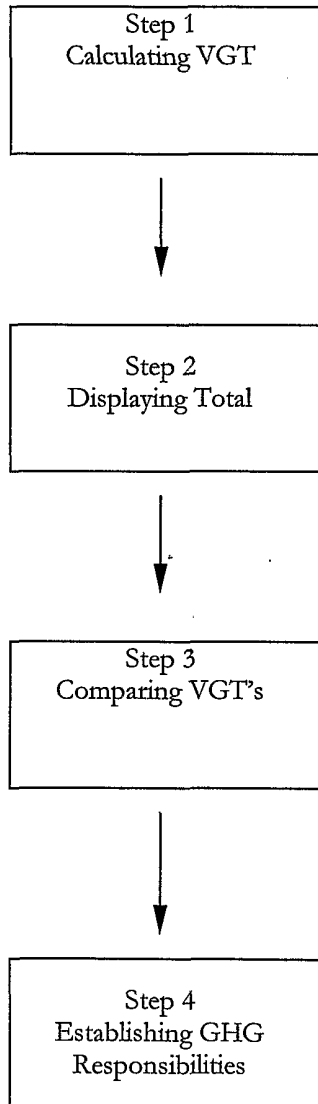 Step 1
Calculating VGT
Step 2
Displaying Total
Step 3
Comparing VGT's
Step 4
Establishing GHG
Responsibilities